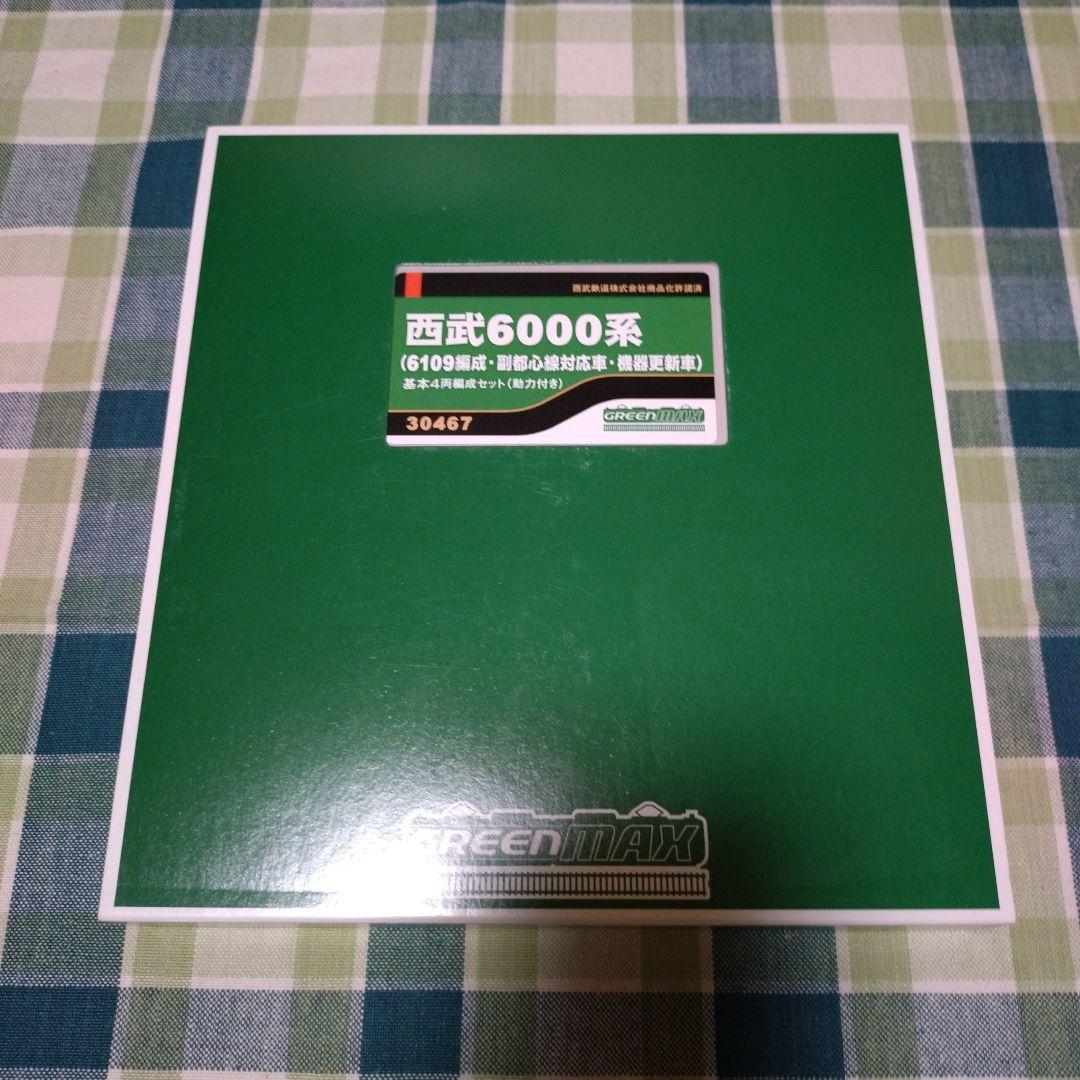 西武鉄道株式会社商品化許諾済
西武6000系
(6109編成・副都心線対応車・機器更新車)
基本4両編成セット(動力付き)
30467
GREENMAX
GREENMAX